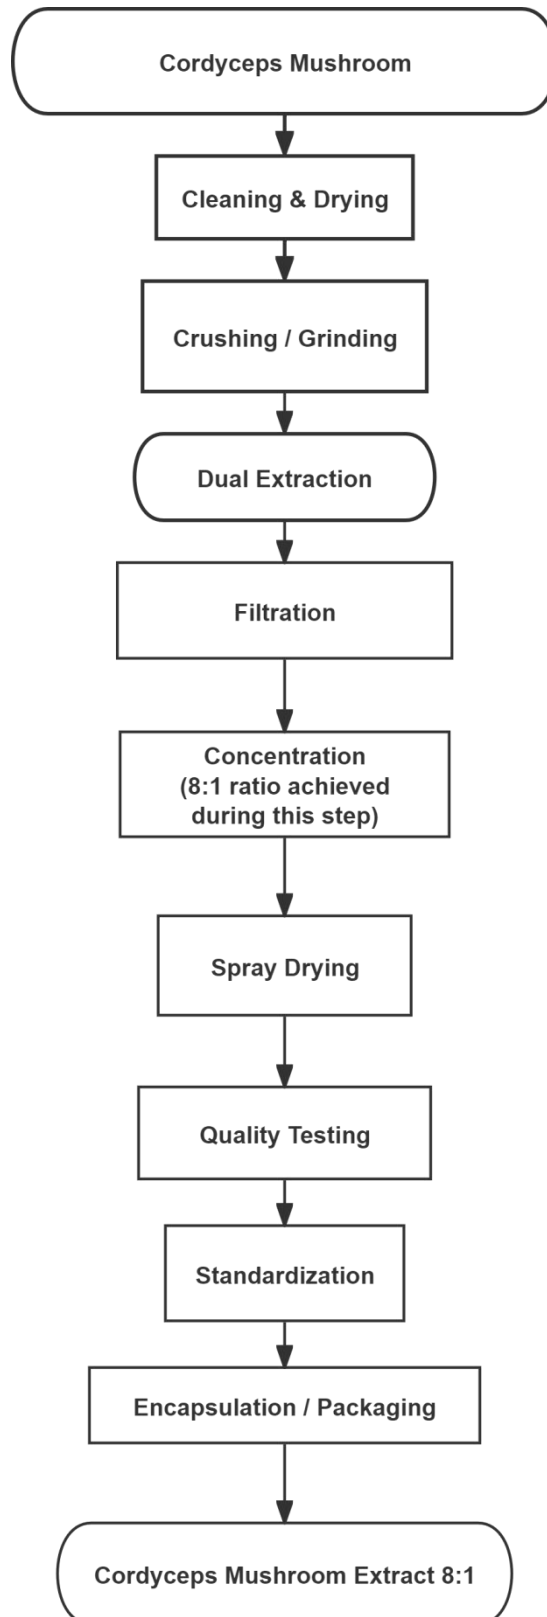 Cordyceps Mushroom
Cleaning & Drying
Crushing / Grinding
Dual Extraction
Filtration
Concentration
(8:1 ratio achieved
during this step)
Spray Drying
Quality Testing
Standardization
Encapsulation / Packaging
Cordyceps Mushroom Extract 8:1